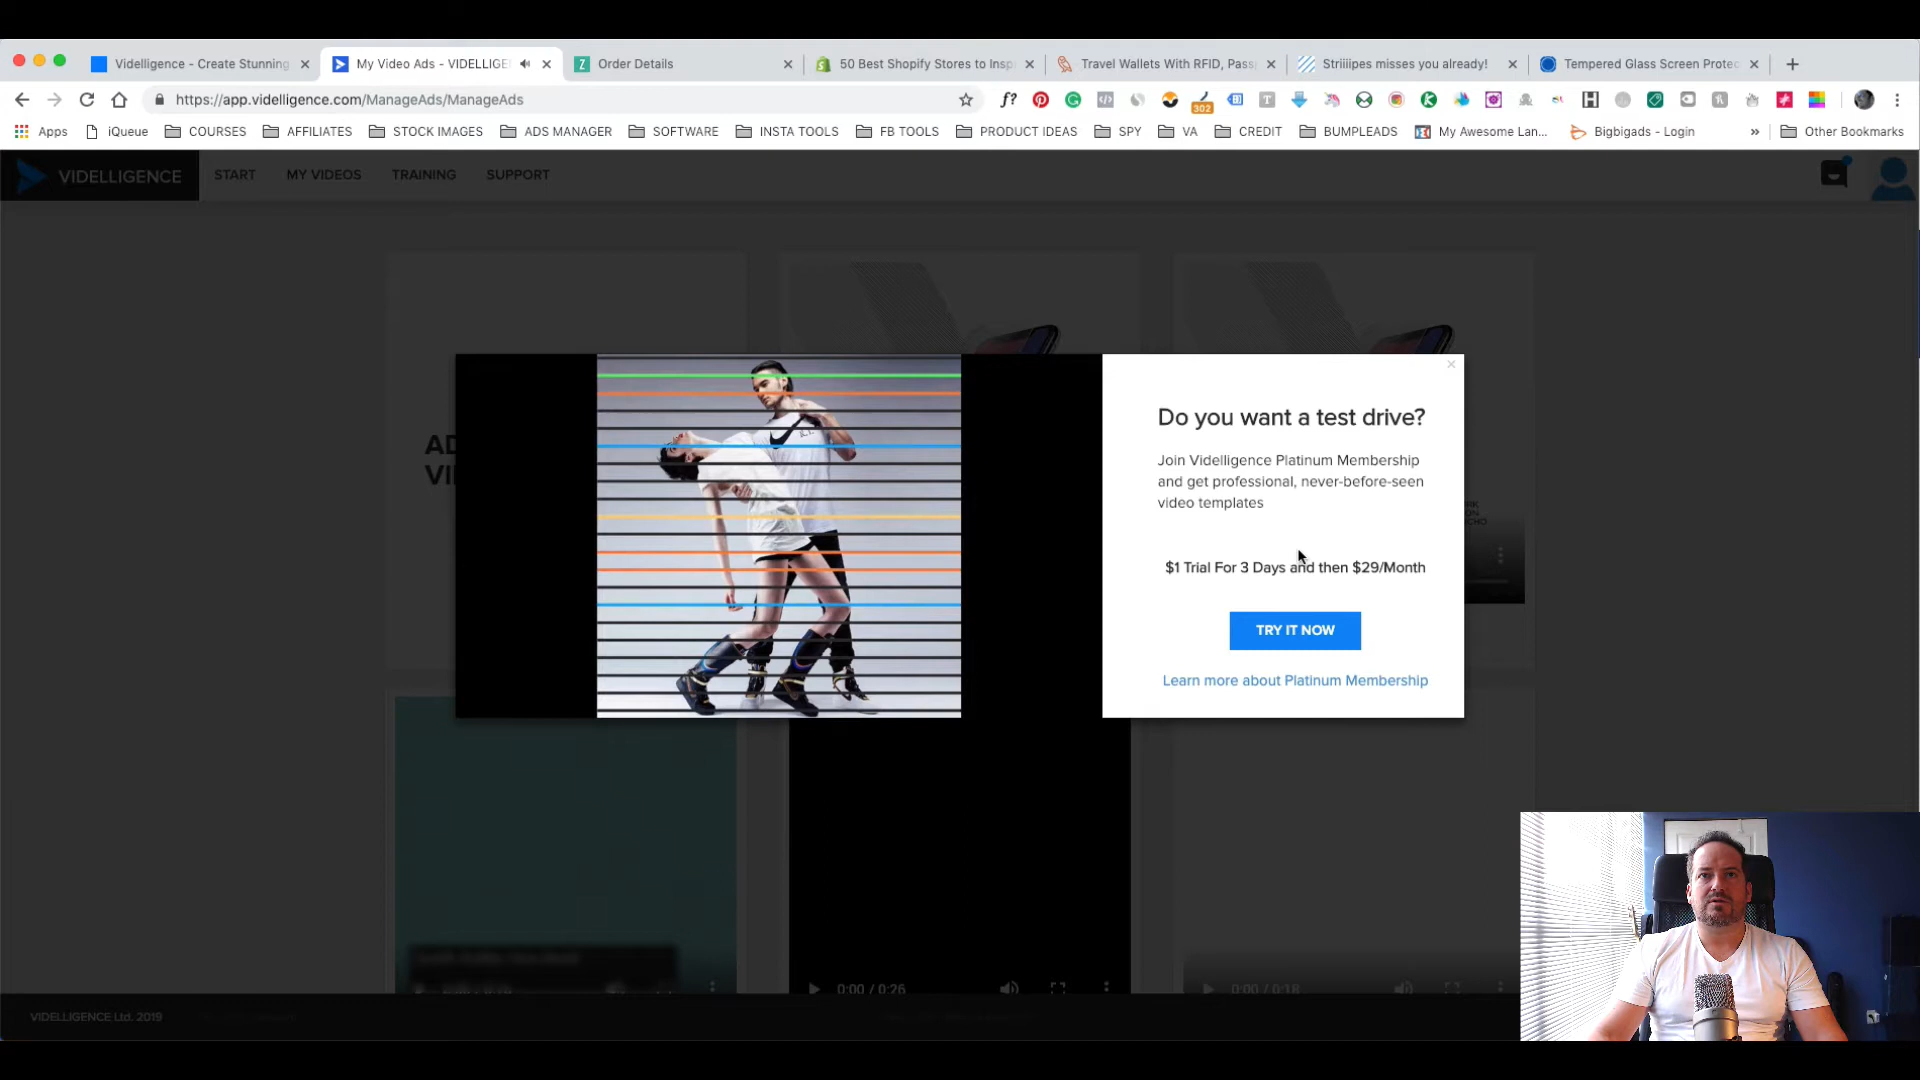 Videlligence - Create Stunning
My Video Ads - VIDELLIGE
Order Details
50 Best Shopify Stores to Insp
Travel Wallets With RFID, Pass
Striiiipes misses you already!
Tempered Glass Screen Protec
https://app.videlligence.com/ManageAds/ManageAds
f?
302
Apps
iQueue
COURSES
AFFILIATES
STOCK IMAGES
ADS MANAGER
SOFTWARE
INSTA TOOLS
FB TOOLS
PRODUCT IDEAS
SPY
VA
CREDIT
BUMPLEADS
My Awesome Lan...
Bigbigads - Login
»
Other Bookmarks
VIDELLIGENCE
START
MY VIDEOS
TRAINING
SUPPORT
AD
VI
Do you want a test drive?
Join Videlligence Platinum Membership
and get professional, never-before-seen
video templates
$1 Trial For 3 Days and then $29/Month
TRY IT NOW
Learn more about Platinum Membership
0:00 / 0:26
0:00 / 0:18
VIDELLIGENCE Ltd. 2019